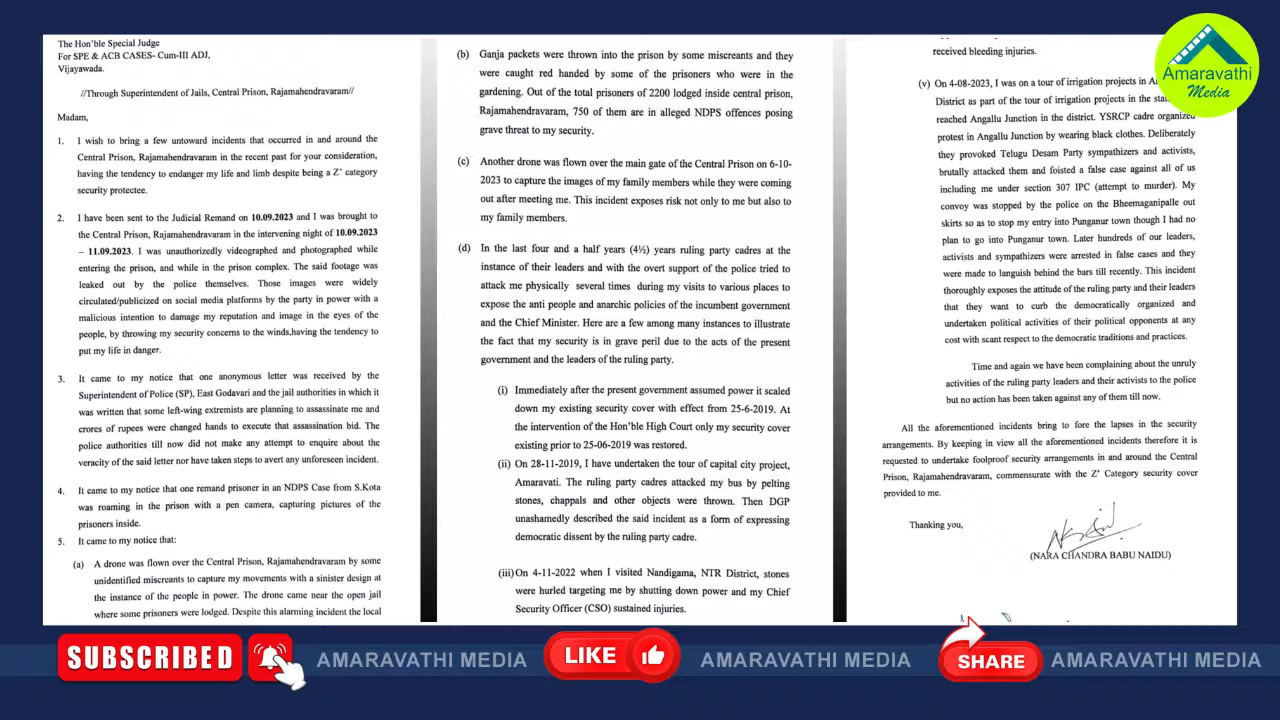 The Hon'ble Special Judge
For SPE & ACB CASES- Cum-III ADJ,
Vijayawada.
//Through Superintendent of Jails, Central Prison, Rajamahendravaram//
Madam,
1. I wish to bring a few untoward incidents that occurred in and around the
Central Prison, Rajamahendravaram in the recent past for your consideration,
having the tendency to endanger my life and limb despite being a Z+ category
security protectee.
2. I have been sent to the Judicial Remand on 10.09.2023 and I was brought to
the Central Prison, Rajamahendravaram in the intervening night of 10.09.2023
– 11.09.2023. I was unauthorizedly videographed and photographed while
entering the prison, and while in the prison complex. The said footage was
leaked out by the police themselves. Those images were widely
circulated/publicized on social media platforms by the party in power with a
malicious intention to damage my reputation and image in the eyes of the
people, by throwing my security concerns to the winds,having the tendency to
put my life in danger.
3. It came to my notice that one anonymous letter was received by the
Superintendent of Police (SP), East Godavari and the jail authorities in which it
was written that some left-wing extremists are planning to assassinate me and
crores of rupees were changed hands to execute that assassination bid. The
police authorities till now did not make any attempt to enquire about the
veracity of the said letter nor have taken steps to avert any unforeseen incident.
4. It came to my notice that one remand prisoner in an NDPS Case from S.Kota
was roaming in the prison with a pen camera, capturing pictures of the
prisoners inside.
5. It came to my notice that:
(a) A drone was flown over the Central Prison, Rajamahendravaram by some
unidentified miscreants to capture my movements with a sinister design at
the instance of the people in power. The drone came near the open jail
where some prisoners were lodged. Despite this alarming incident the local
(b) Ganja packets were thrown into the prison by some miscreants and they
were caught red handed by some of the prisoners who were in the
gardening. Out of the total prisoners of 2200 lodged inside central prison,
Rajamahendravaram, 750 of them are in alleged NDPS offences posing
grave threat to my security.
(c) Another drone was flown over the main gate of the Central Prison on 6-10-
2023 to capture the images of my family members while they were coming
out after meeting me. This incident exposes risk not only to me but also to
my family members.
(d) In the last four and a half years (4½) years ruling party cadres at the
instance of their leaders and with the overt support of the police tried to
attack me physically several times during my visits to various places to
expose the anti people and anarchic policies of the incumbent government
and the Chief Minister. Here are a few among many instances to illustrate
the fact that my security is in grave peril due to the acts of the present
government and the leaders of the ruling party.
(i) Immediately after the present government assumed power it scaled
down my existing security cover with effect from 25-6-2019. At
the intervention of the Hon'ble High Court only my security cover
existing prior to 25-06-2019 was restored.
(ii) On 28-11-2019, I have undertaken the tour of capital city project,
Amaravati. The ruling party cadres attacked my bus by pelting
stones, chappals and other objects were thrown. Then DGP
unashamedly described the said incident as a form of expressing
democratic dissent by the ruling party cadre.
(iii) On 4-11-2022 when I visited Nandigama, NTR District, stones
were hurled targeting me by shutting down power and my Chief
Security Officer (CSO) sustained injuries.
received bleeding injuries.
(v) On 4-08-2023, I was on a tour of irrigation projects in
District as part of the tour of irrigation projects in the
reached Angallu Junction in the district. YSRCP cadre organized
protest in Angallu Junction by wearing black clothes. Deliberately
they provoked Telugu Desam Party sympathizers and activists,
brutally attacked them and foisted a false case against all of us
including me under section 307 IPC (attempt to murder). My
convoy was stopped by the police on the Bheemaganipalle out
skirts so as to stop my entry into Punganur town though I had no
plan to go into Punganur town. Later hundreds of our leaders,
activists and sympathizers were arrested in false cases and they
were made to languish behind the bars till recently. This incident
thoroughly exposes the attitude of the ruling party and their leaders
that they want to curb the democratically organized and
undertaken political activities of their political opponents at any
cost with scant respect to the democratic traditions and practices.
Time and again we have been complaining about the unruly
activities of the ruling party leaders and their activists to the police
but no action has been taken against any of them till now.
All the aforementioned incidents bring to fore the lapses in the security
arrangements. By keeping in view all the aforementioned incidents therefore it is
requested to undertake foolproof security arrangements in and around the Central
Prison, Rajamahendravaram, commensurate with the Z+ Category security cover
provided to me.
Thanking you,
(NARA CHANDRA BABU NAIDU)
Amaravathi
Media
SUBSCRIBED
AMARAVATHI MEDIA
LIKE
AMARAVATHI MEDIA
SHARE
AMARAVATHI MEDIA